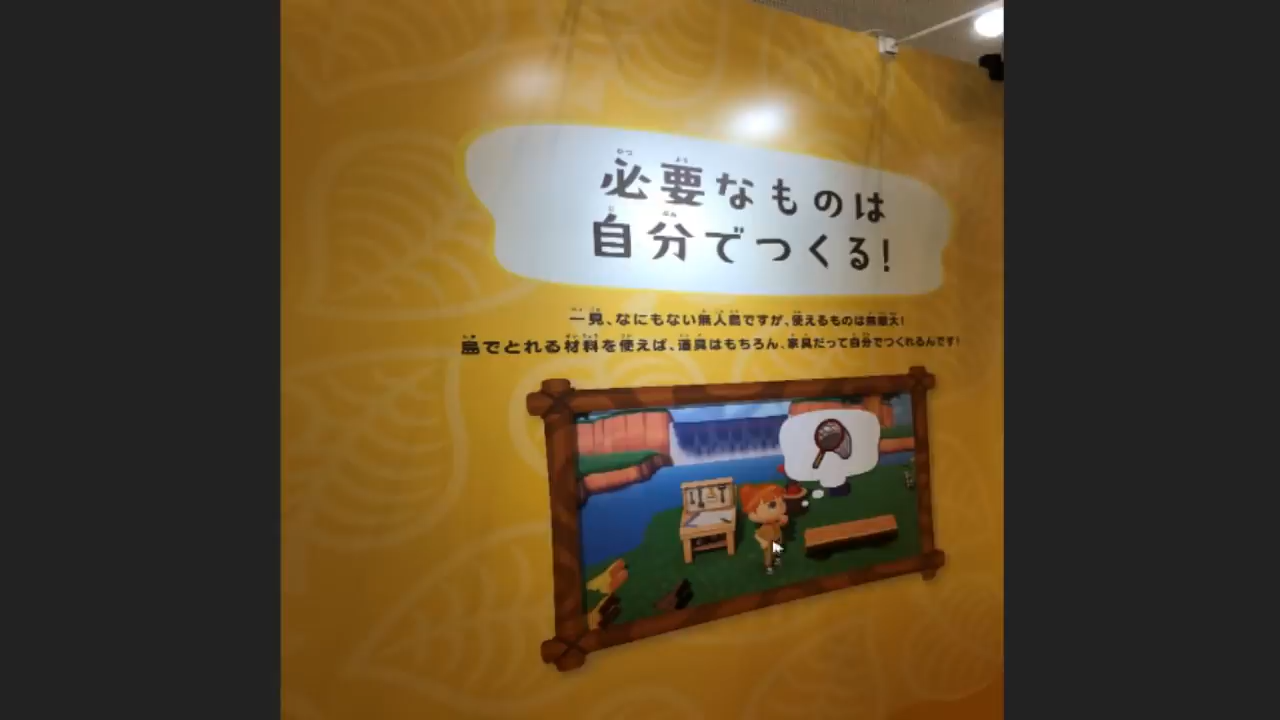 必要なものは
自分でつくる!
一見、なにもない無人島ですが、使えるものは無限大!
島でとれる材料を使えば、道具はもちろん、家具だって自分でつくれるんです!